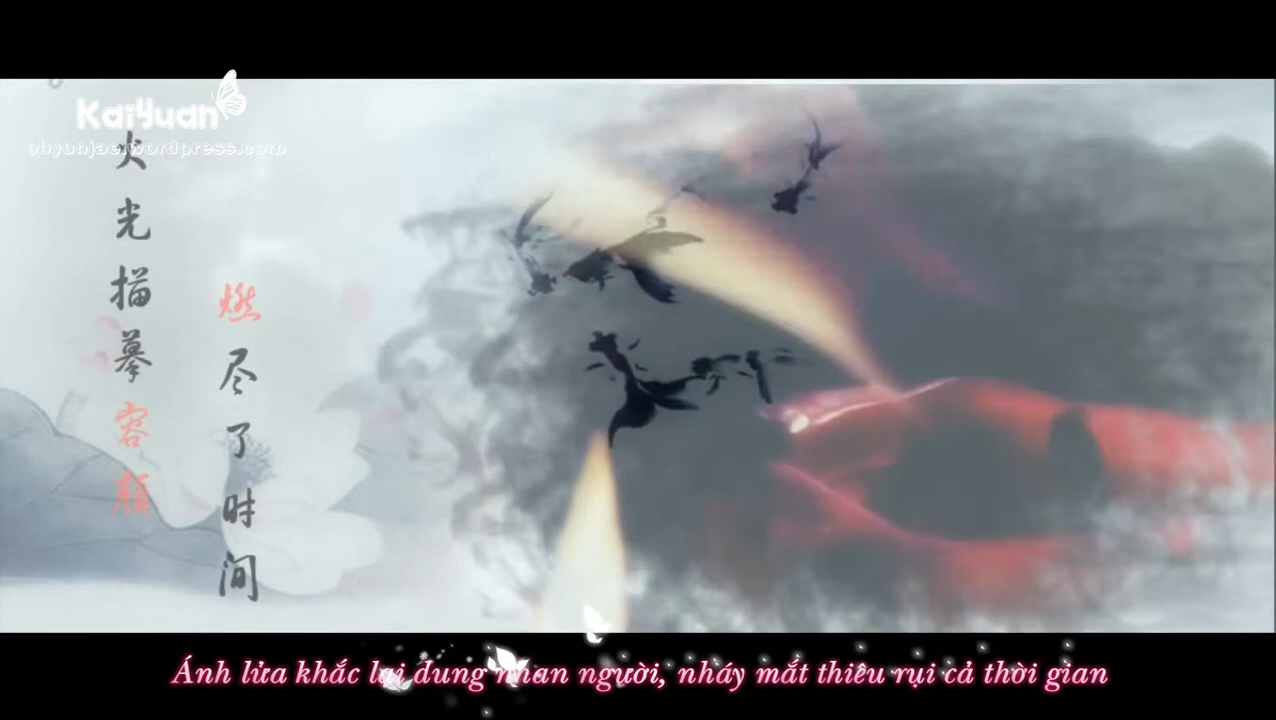 KaiYuan
ohyunjae.wordpress.com
火光描摹容颜
燃尽了时间
Ánh lửa khắc lại dung nhan người, nháy mắt thiêu rụi cả thời gian